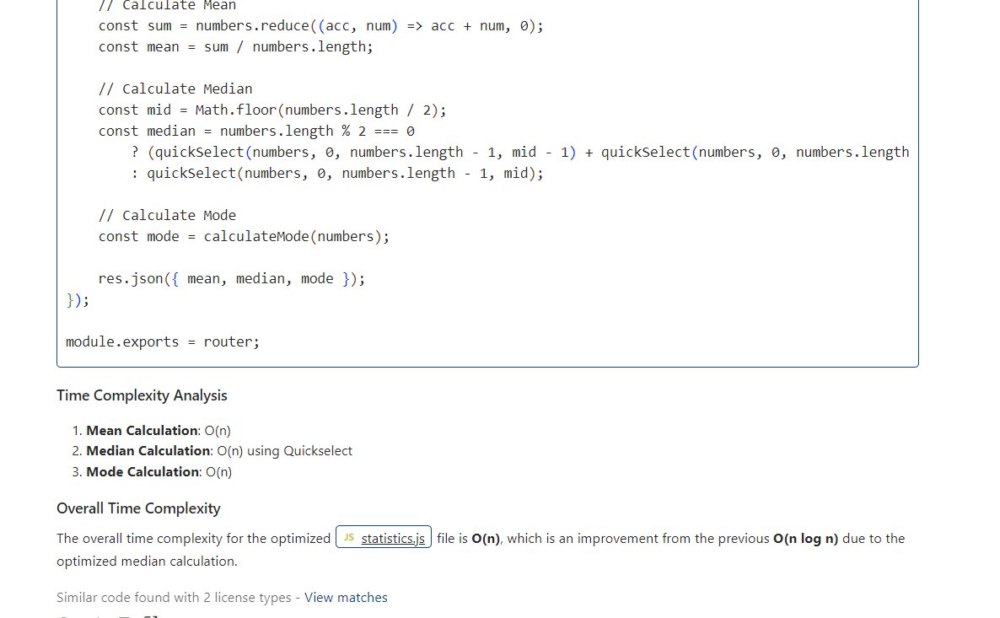 // Calculate Mean
const sum = numbers.reduce((acc, num) => acc + num, 0);
const mean = sum / numbers.length;
// Calculate Median
const mid = Math.floor(numbers.length / 2);
const median = numbers.length % 2 === 0
? (quickSelect(numbers, 0, numbers.length - 1, mid - 1) + quickSelect(numbers, 0, numbers.length
: quickSelect(numbers, 0, numbers.length - 1, mid);
// Calculate Mode
const mode = calculateMode(numbers);
res.json({ mean, median, mode });
});
module.exports = router;
Time Complexity Analysis
1. Mean Calculation: O(n)
2. Median Calculation: O(n) using Quickselect
3. Mode Calculation: O(n)
Overall Time Complexity
The overall time complexity for the optimized JS statistics.js file is O(n), which is an improvement from the previous O(n log n) due to the
optimized median calculation.
Similar code found with 2 license types - View matches